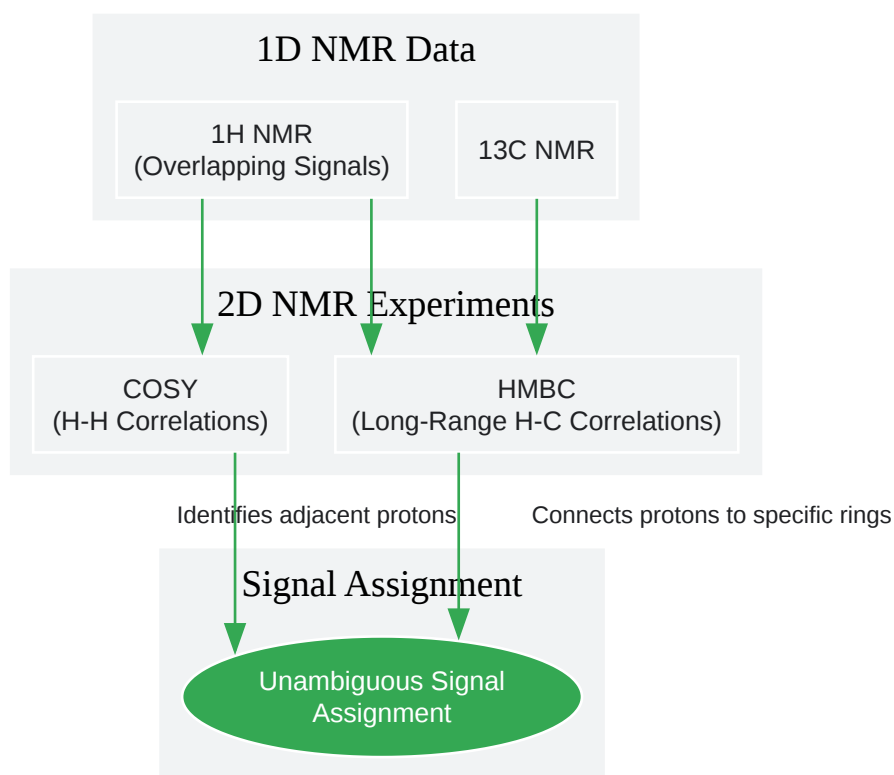 1D NMR Data
1H NMR
(Overlapping Signals)
13C NMR
2D NMR Experiments
COSY
(H-H Correlations)
HMBC
(Long-Range H-C Correlations)
Identifies adjacent protons
Connects protons to specific rings
Signal Assignment
Unambiguous Signal
Assignment